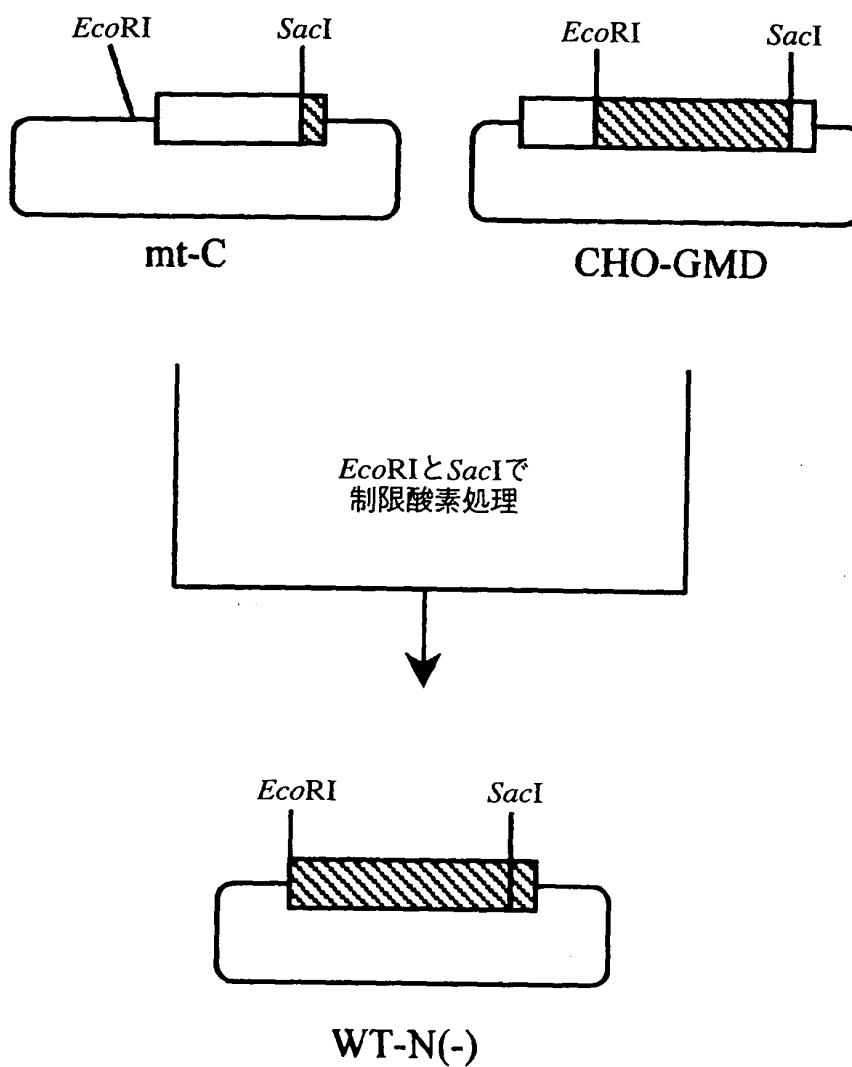 EcoRI
SacI
EcoRI
SacI
mt-C
CHO-GMD
EcoRIとSacIで
制限酸素処理
EcoRI
SacI
WT-N(-)